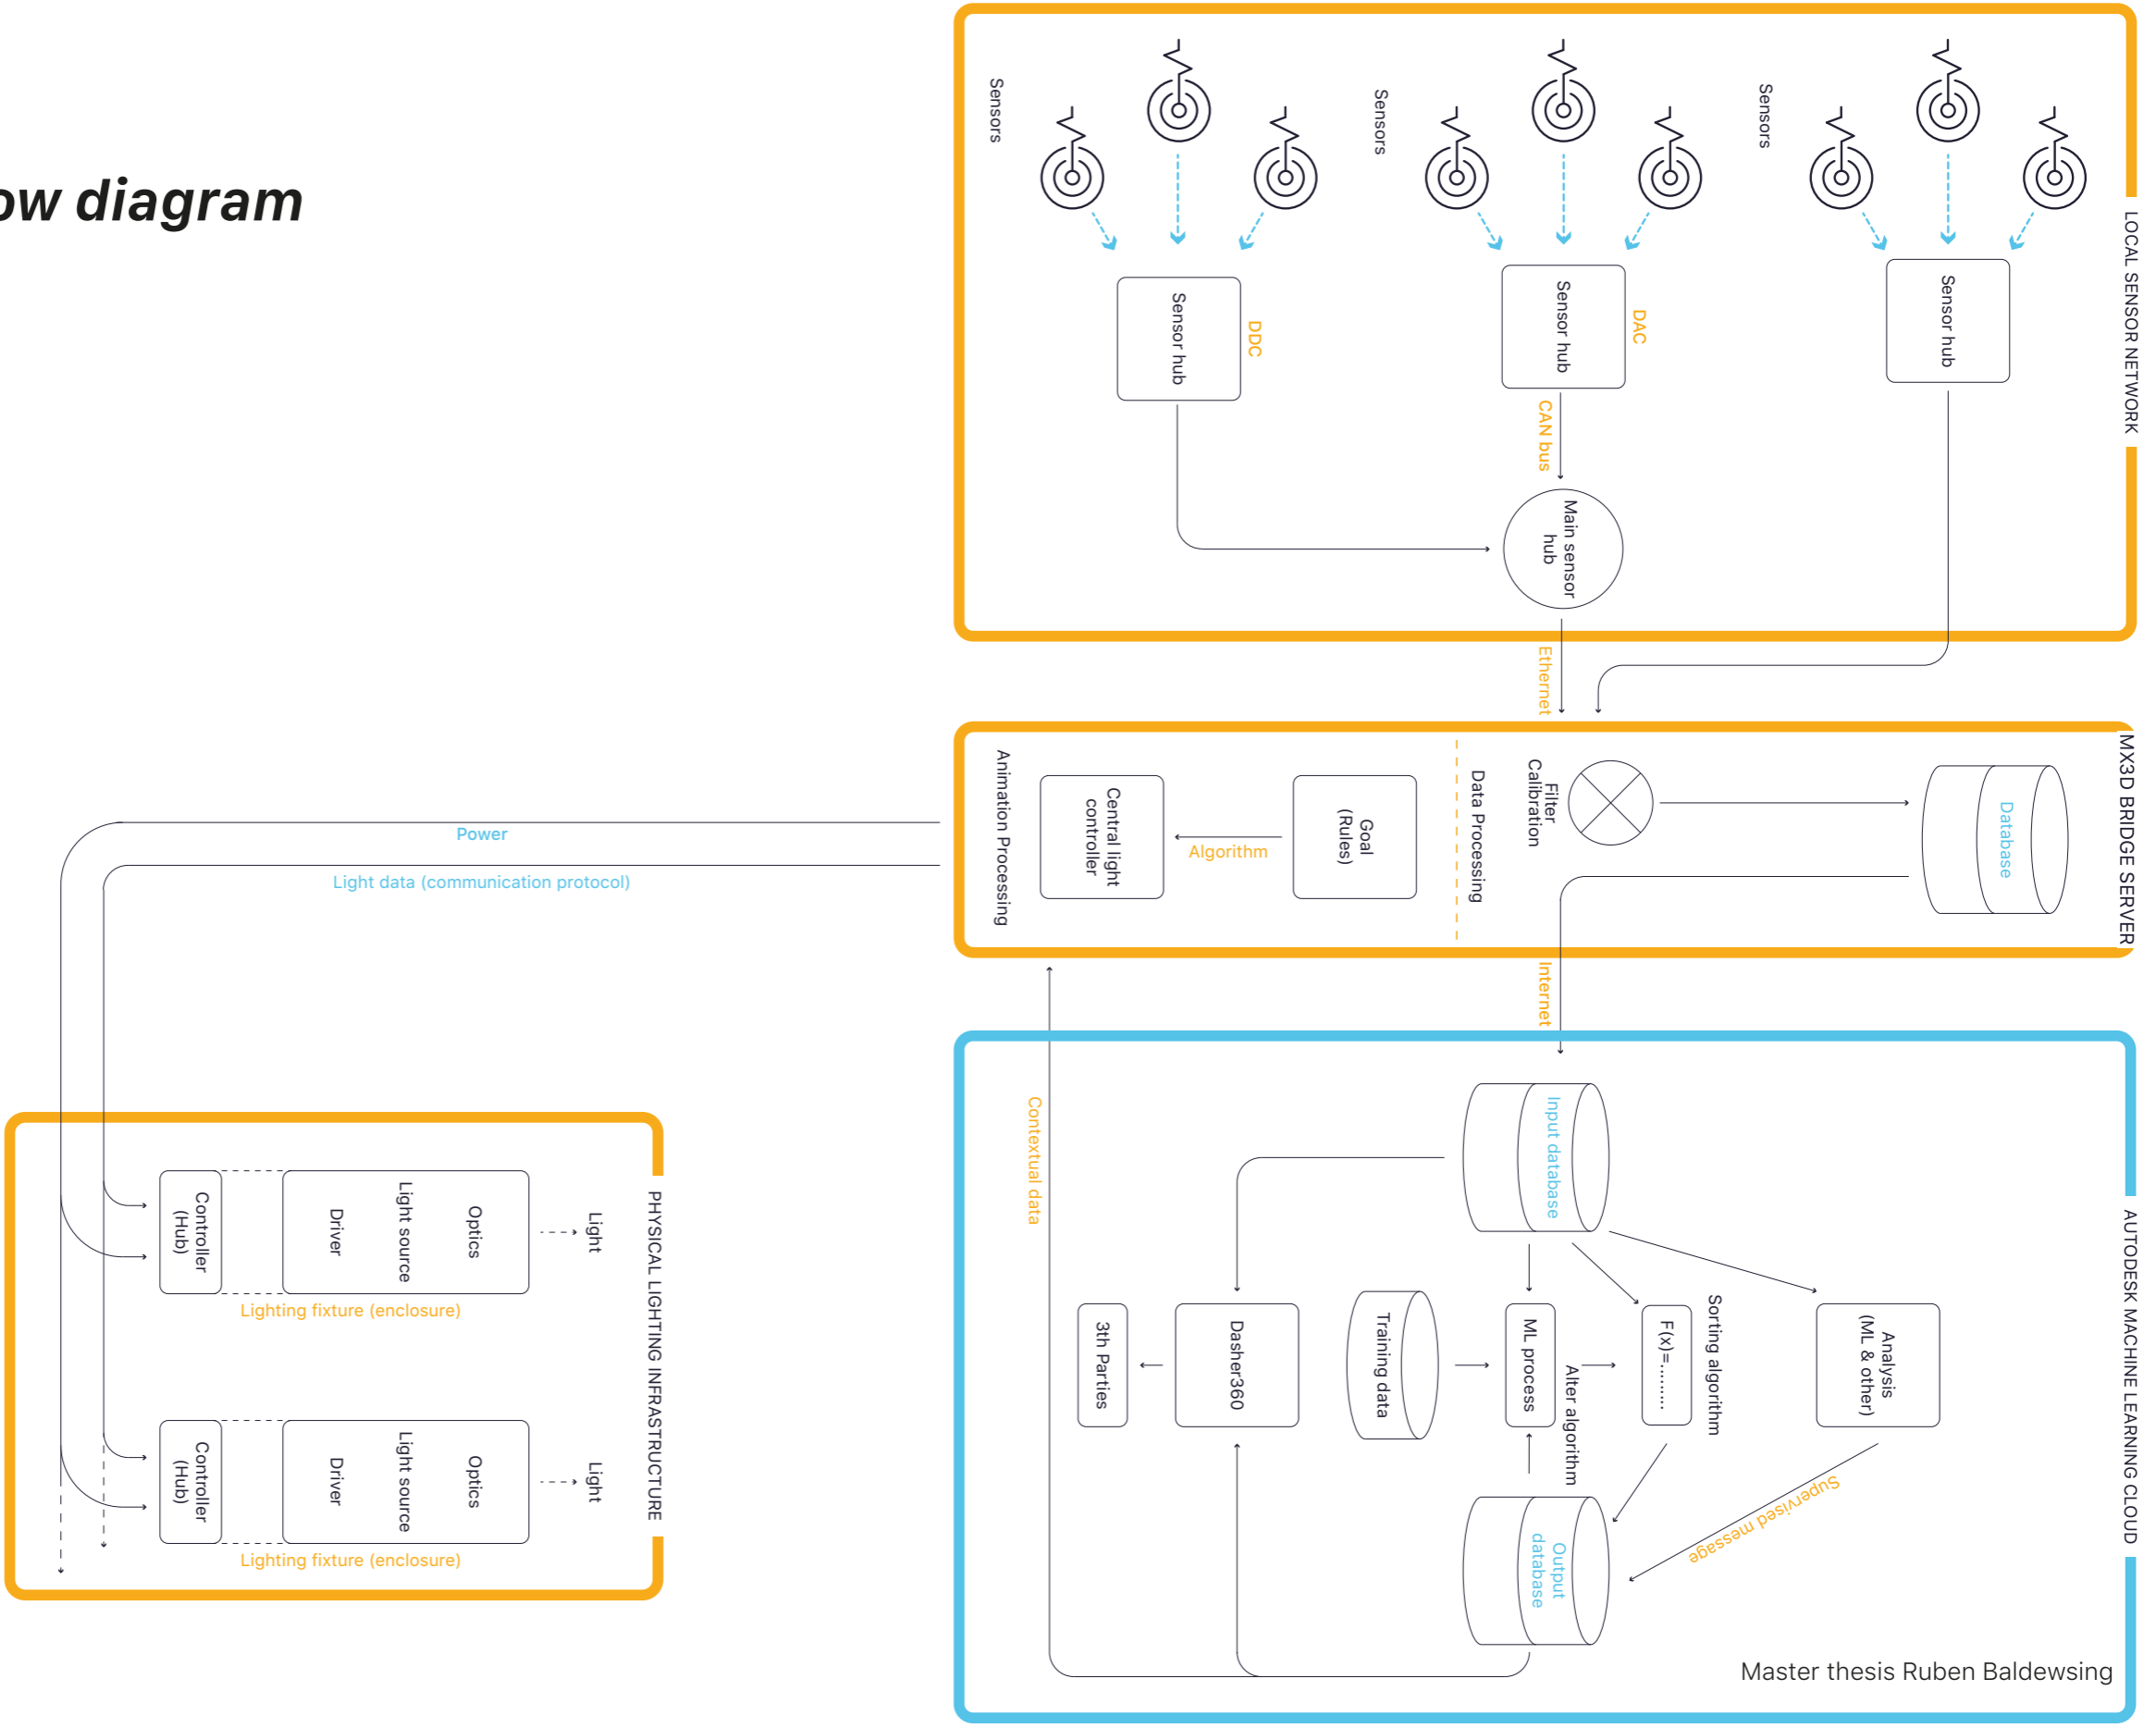 ow diagram
LOCAL SENSOR NETWORK
Sensors
Sensors
Sensors
Sensor hub
DDC
Sensor hub
DAC
Sensor hub
CAN bus
Main sensor
hub
Ethernet
MX3D BRIDGE SERVER
Database
Filter
Calibration
Data Processing
Goal
(Rules)
Algorithm
Central light
controller
Animation Processing
Power
Light data (communication protocol)
Internet
Contextual data
AUTODESK MACHINE LEARNING CLOUD
Input database
Analysis
(ML & other)
Sorting algorithm
F(x)=.........
Alter algorithm
ML process
Training data
Dasher360
3th Parties
Supervised message
Output
database
PHYSICAL LIGHTING INFRASTRUCTURE
Light
Optics
Light source
Driver
Controller
(Hub)
Lighting fixture (enclosure)
Light
Optics
Light source
Driver
Controller
(Hub)
Lighting fixture (enclosure)
Master thesis Ruben Baldewsing